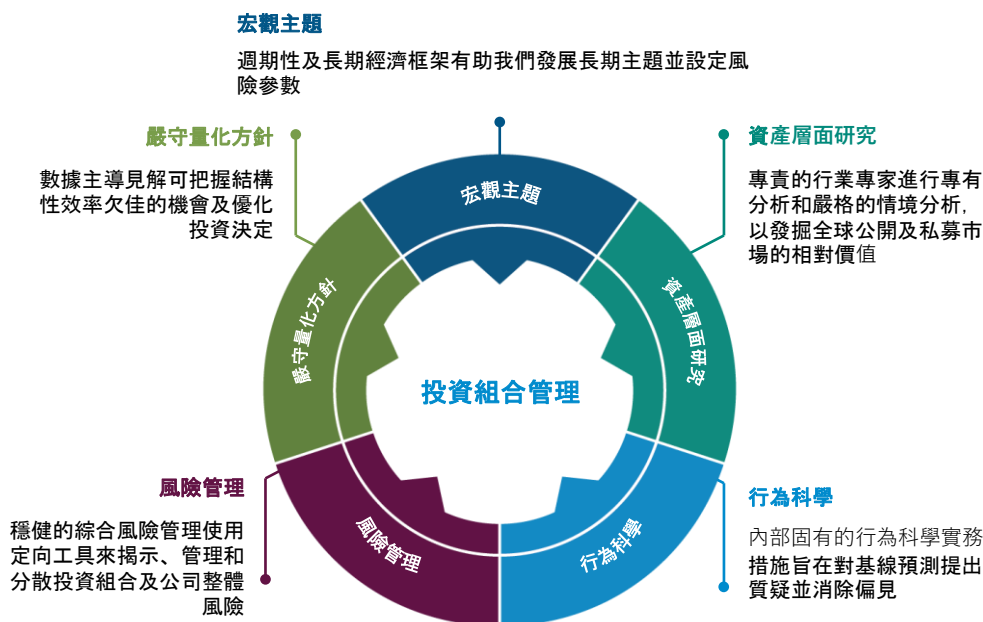 宏觀主題
週期性及長期經濟框架有助我們發展長期主題並設定風
險參數
嚴守量化方針
數據主導見解可把握結構
性效率欠佳的機會及優化
投資決定
資產層面研究
專責的行業專家進行專有
分析和嚴格的情境分析,
以發掘全球公開及私募市
場的相對價值
宏觀主題
嚴守量化方針
資產層面研究
投資組合管理
風險管理
行為科學
風險管理
穩健的綜合風險管理使用
定向工具來揭示、管理和
分散投資組合及公司整體
風險
行為科學
內部固有的行為科學實務
措施旨在對基線預測提出
質疑並消除偏見